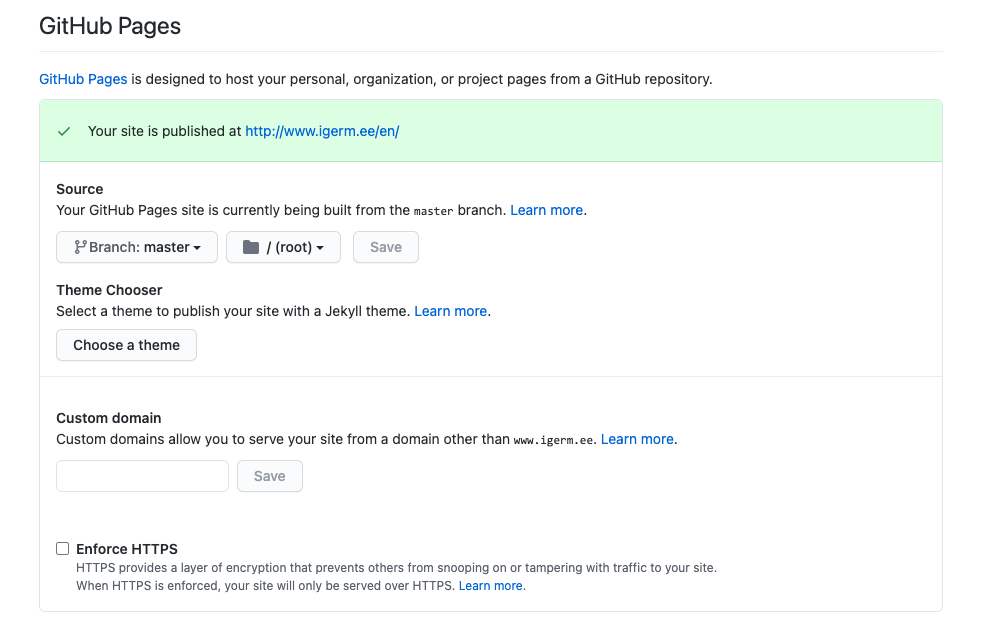 GitHub Pages
GitHub Pages is designed to host your personal, organization, or project pages from a GitHub repository.
Your site is published at http://www.igerm.ee/en/
Source
Your GitHub Pages site is currently being built from the master branch. Learn more.
Branch: master / (root) Save
Theme Chooser
Select a theme to publish your site with a Jekyll theme. Learn more.
Choose a theme
Custom domain
Custom domains allow you to serve your site from a domain other than www.igerm.ee. Learn more.
Save
Enforce HTTPS
HTTPS provides a layer of encryption that prevents others from snooping on or tampering with traffic to your site.
When HTTPS is enforced, your site will only be served over HTTPS. Learn more.